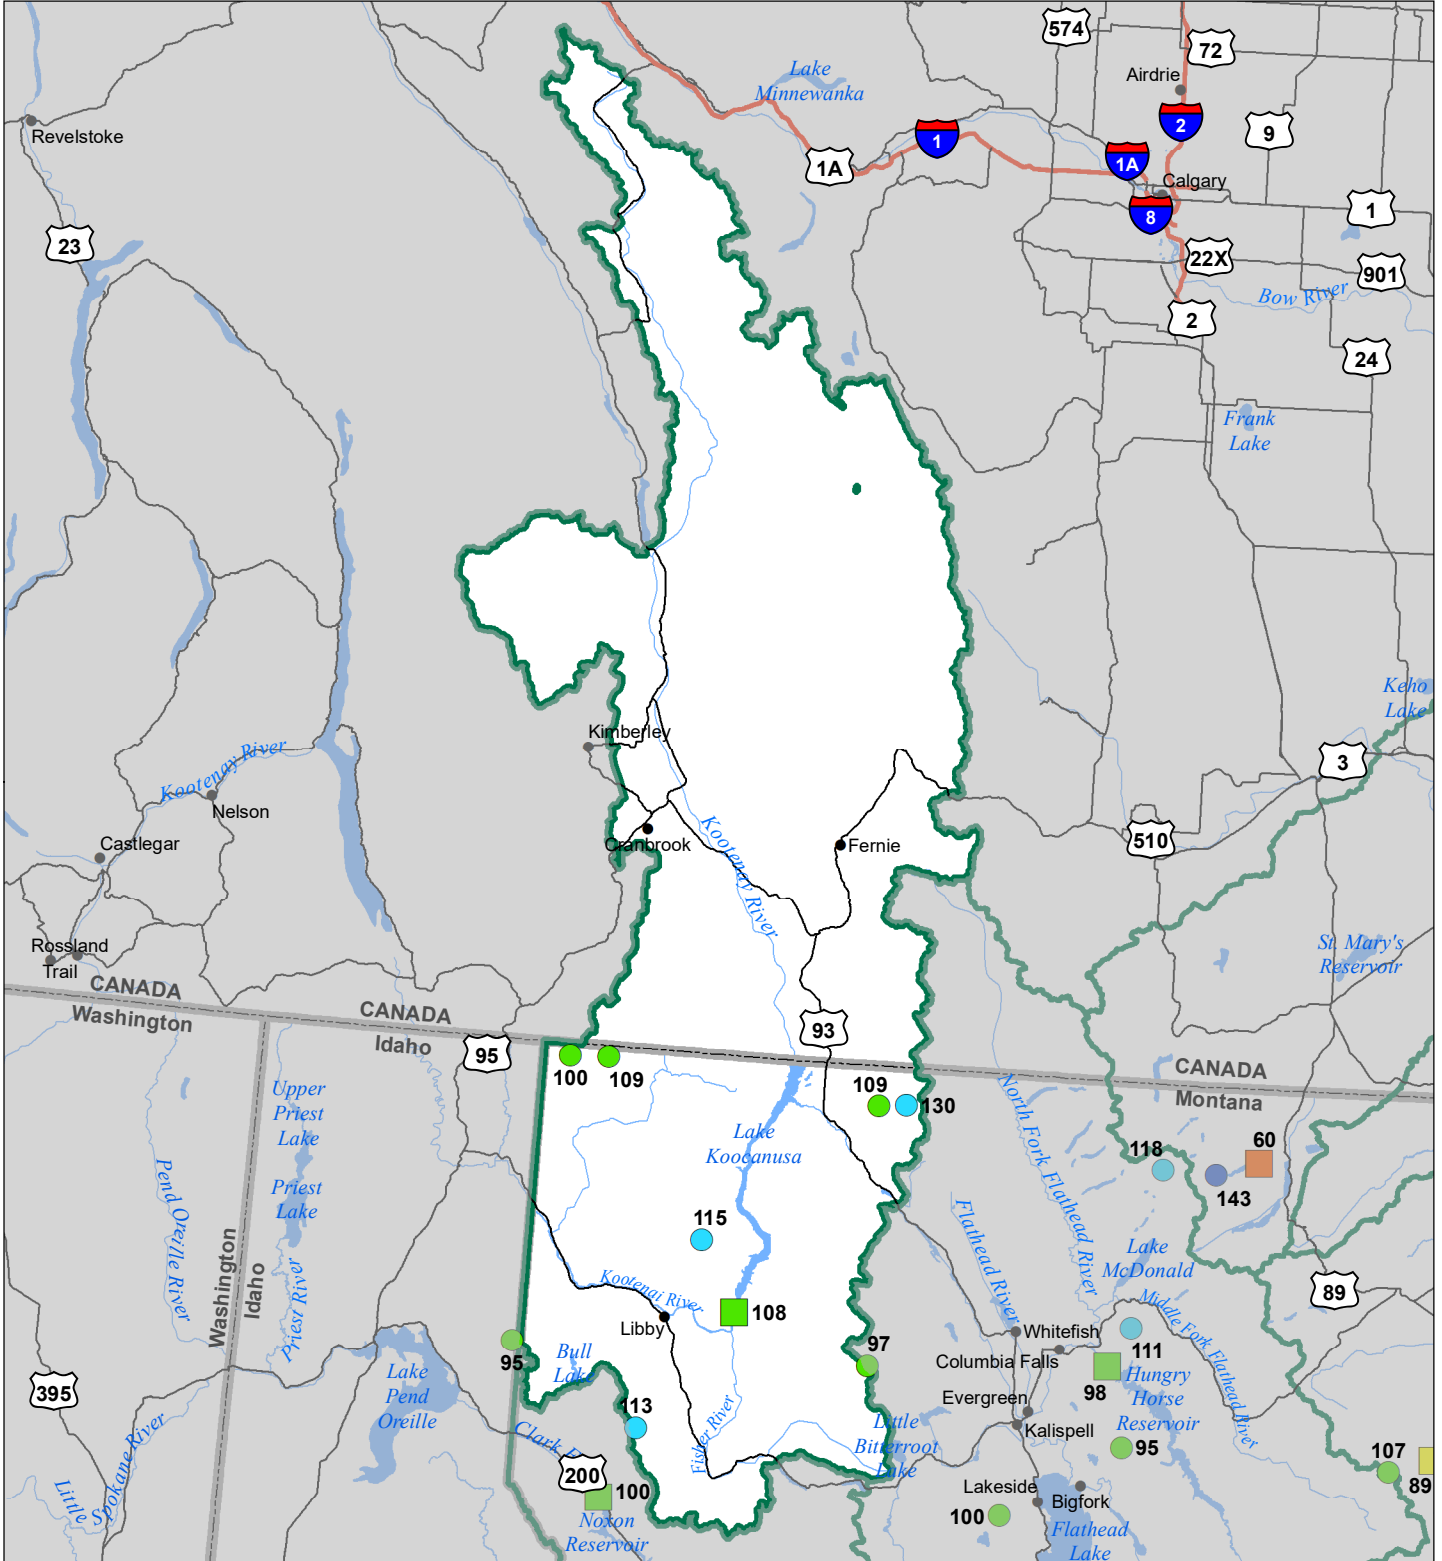 574
72
Airdrie
Lake
Minnewanka
2
9
Revelstoke
1
1A
1A
Calgary
8
1
23
22X
901
Bow River
2
24
Frank
Lake
Keho
Lake
Kimberley
Kootenay River
3
Nelson
Castlegar
Cranbrook
Kootenay River
Fernie
510
Rossland
Trail
St. Mary's
Reservoir
CANADA
Washington
CANADA
Idaho
95
93
100
109
109
130
CANADA
Montana
Upper
Priest
Lake
Priest
Lake
Pend Oreille River
Priest River
Washington
Idaho
Lake
Koocanusa
North Fork Flathead River
118
60
143
115
Flathead River
Lake
McDonald
Kootenai River
108
Libby
89
Middle Fork Flathead River
Whitefish
Columbia Falls
111
98
Hungry
Horse
Reservoir
95
Bull
Lake
97
395
Lake
Pend
Oreille
Evergreen
Kalispell
113
Little
Bitterroot
Lake
Clark
Fisher River
95
107
89
Little Spokane River
200
100
Noxon
Reservoir
Lakeside
Bigfork
100
Flathead
Lake